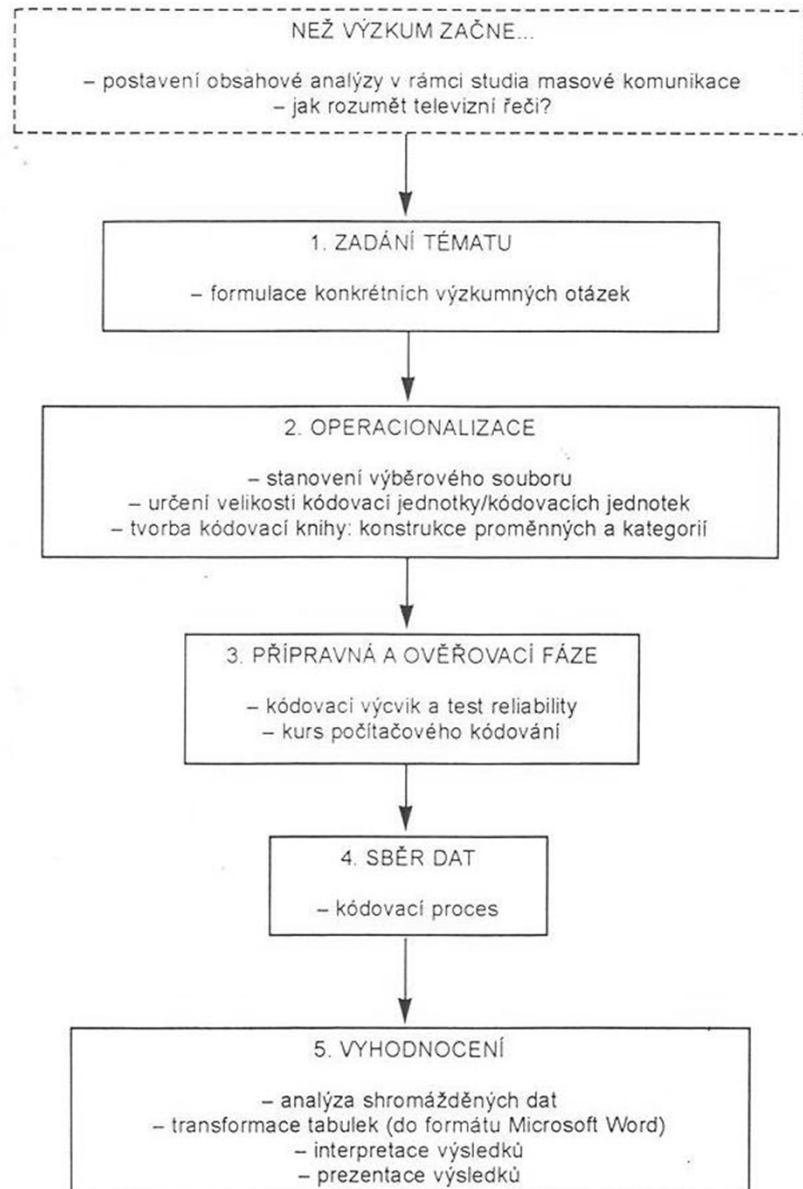 NEŽ VÝZKUM ZAČNE...
– postavení obsahové analýzy v rámci studia masové komunikace
– jak rozumět televizní řeči?
1. ZADÁNÍ TÉMATU
– formulace konkrétních výzkumných otázek
2. OPERACIONALIZACE
– stanovení výběrového souboru
– určení velikosti kódovací jednotky/kódovacích jednotek
– tvorba kódovací knihy: konstrukce proměnných a kategorií
3. PŘÍPRAVNÁ A OVĚŘOVACÍ FÁZE
– kódovací výcvik a test reliability
– kurs počítačového kódování
4. SBĚR DAT
– kódovací proces
5. VYHODNOCENÍ
– analýza shromážděných dat
– transformace tabulek (do formátu Microsoft Word)
– interpretace výsledků
– prezentace výsledků